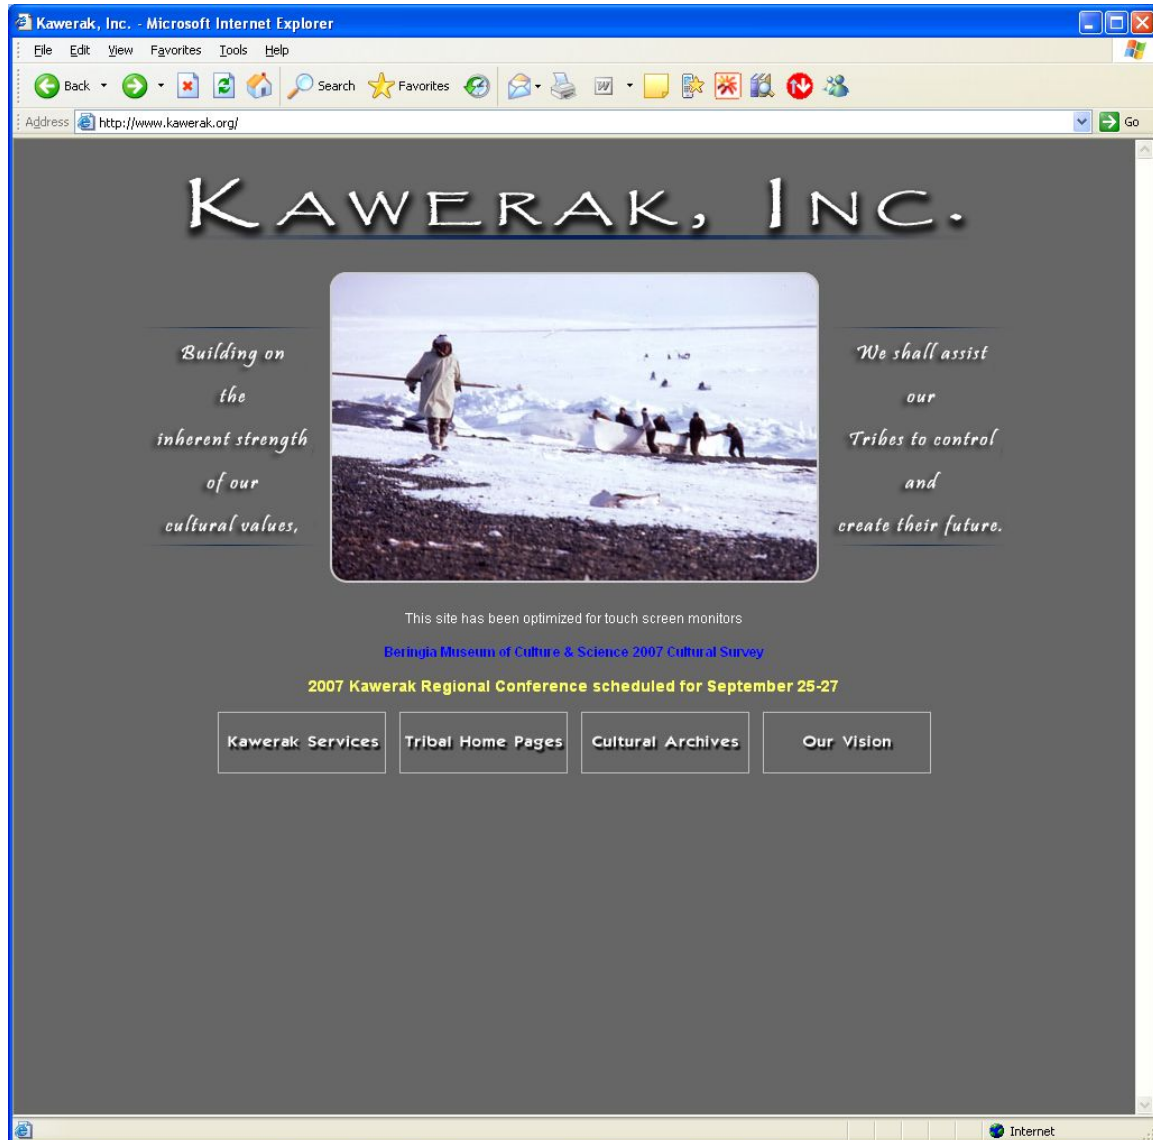 Kawerak, Inc. - Microsoft Internet Explorer
File Edit View Favorites Tools Help
Back Search Favorites
Address http://www.kawerak.org/ Go
KAWERAK, INC.
Building on
the
inherent strength
of our
cultural values,
We shall assist
our
Tribes to control
and
create their future.
This site has been optimized for touch screen monitors
Beringia Museum of Culture & Science 2007 Cultural Survey
2007 Kawerak Regional Conference scheduled for September 25-27
Kawerak Services Tribal Home Pages Cultural Archives Our Vision
Internet